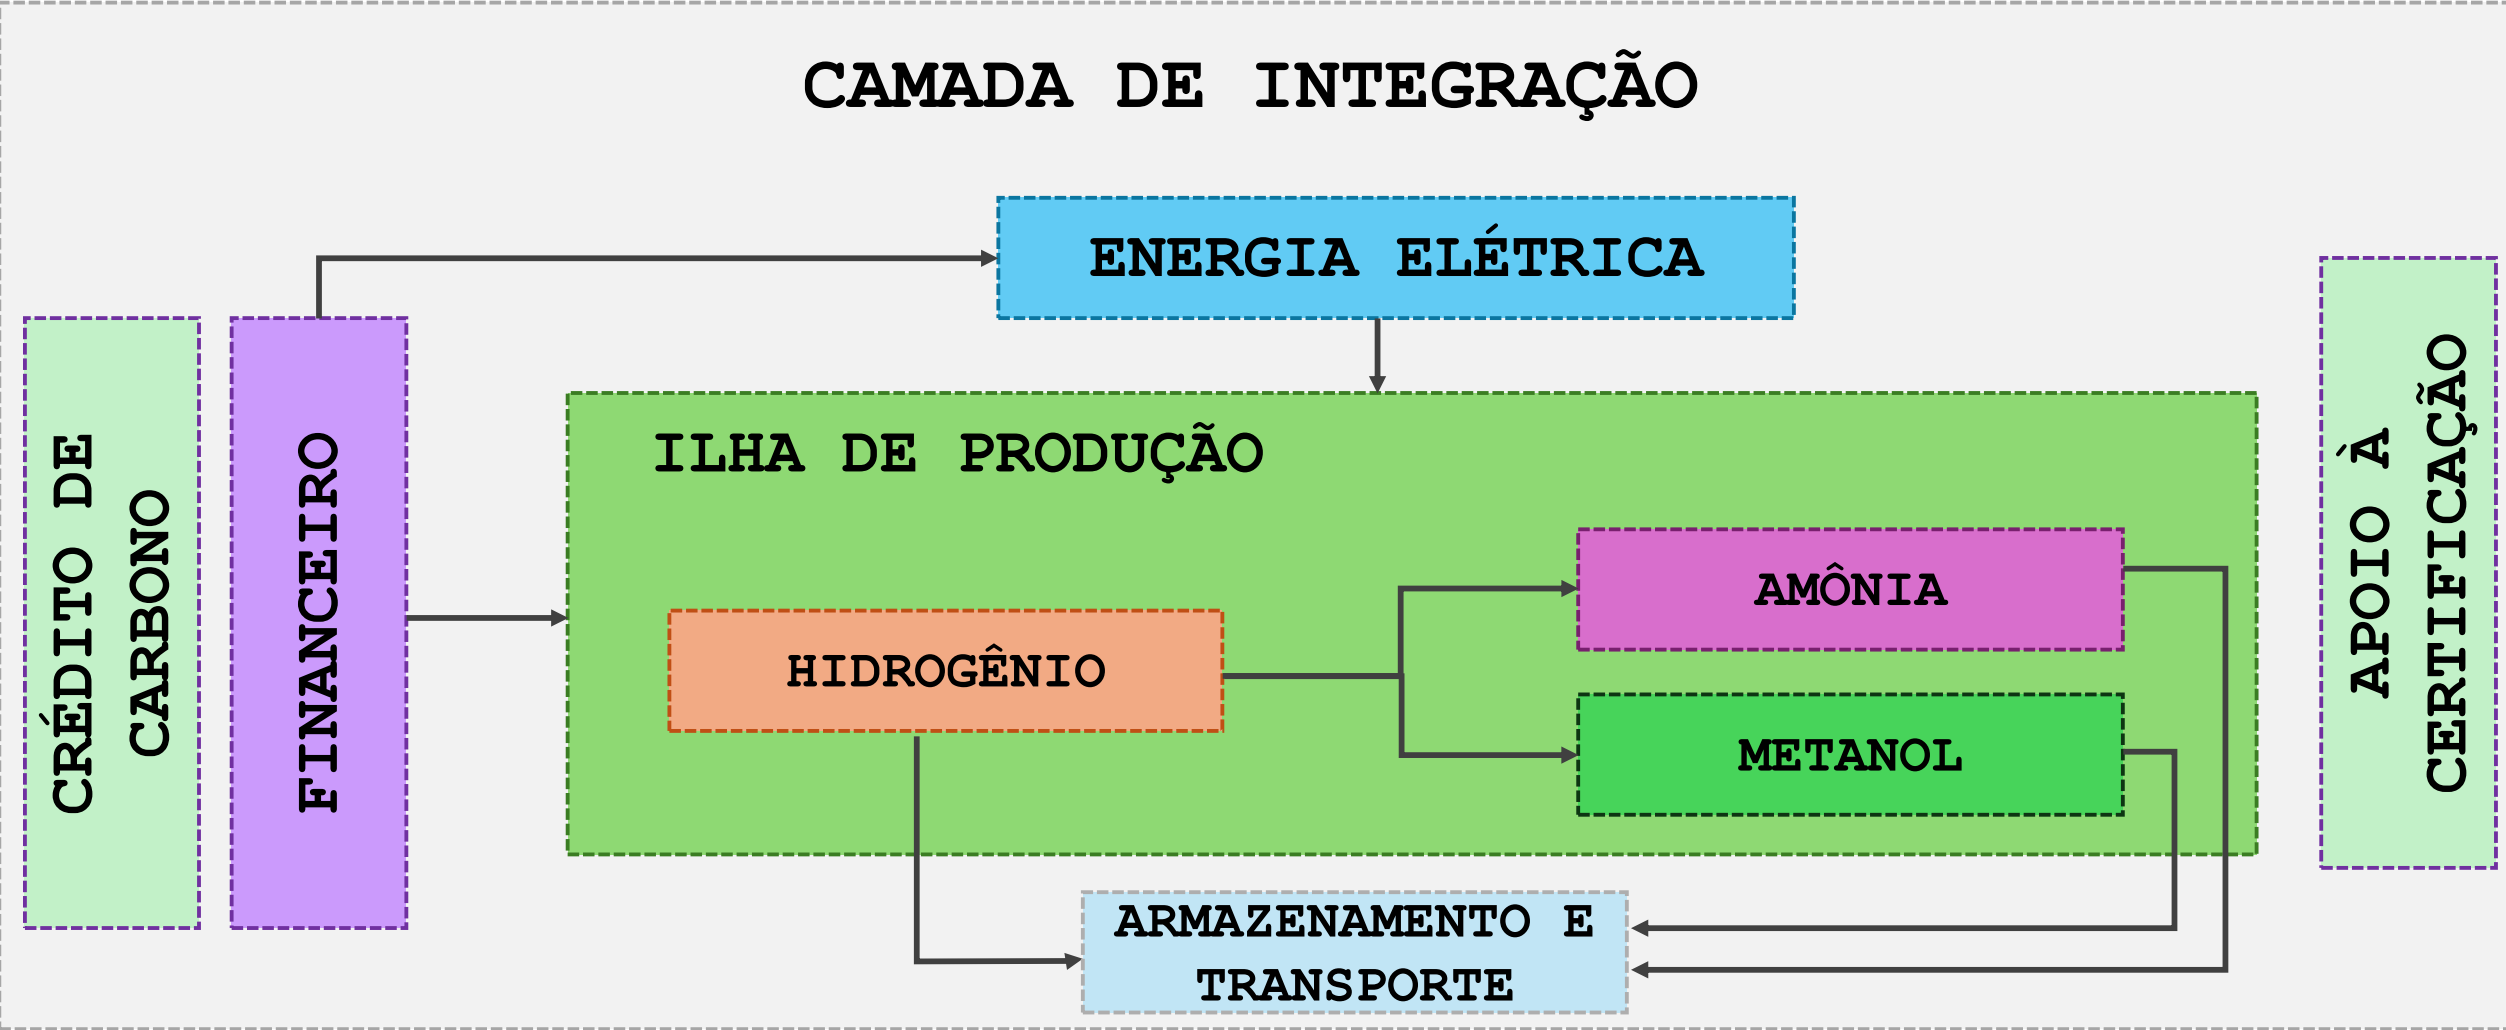 CAMADA DE INTEGRAÇÃO
ENERGIA ELÉTRICA
CRÉDITO DE
CARBONO
FINANCEIRO
ILHA DE PRODUÇÃO
HIDROGÊNIO
AMÔNIA
METANOL
ARMAZENAMENTO E
TRANSPORTE
APOIO À
CERTIFICAÇÃO